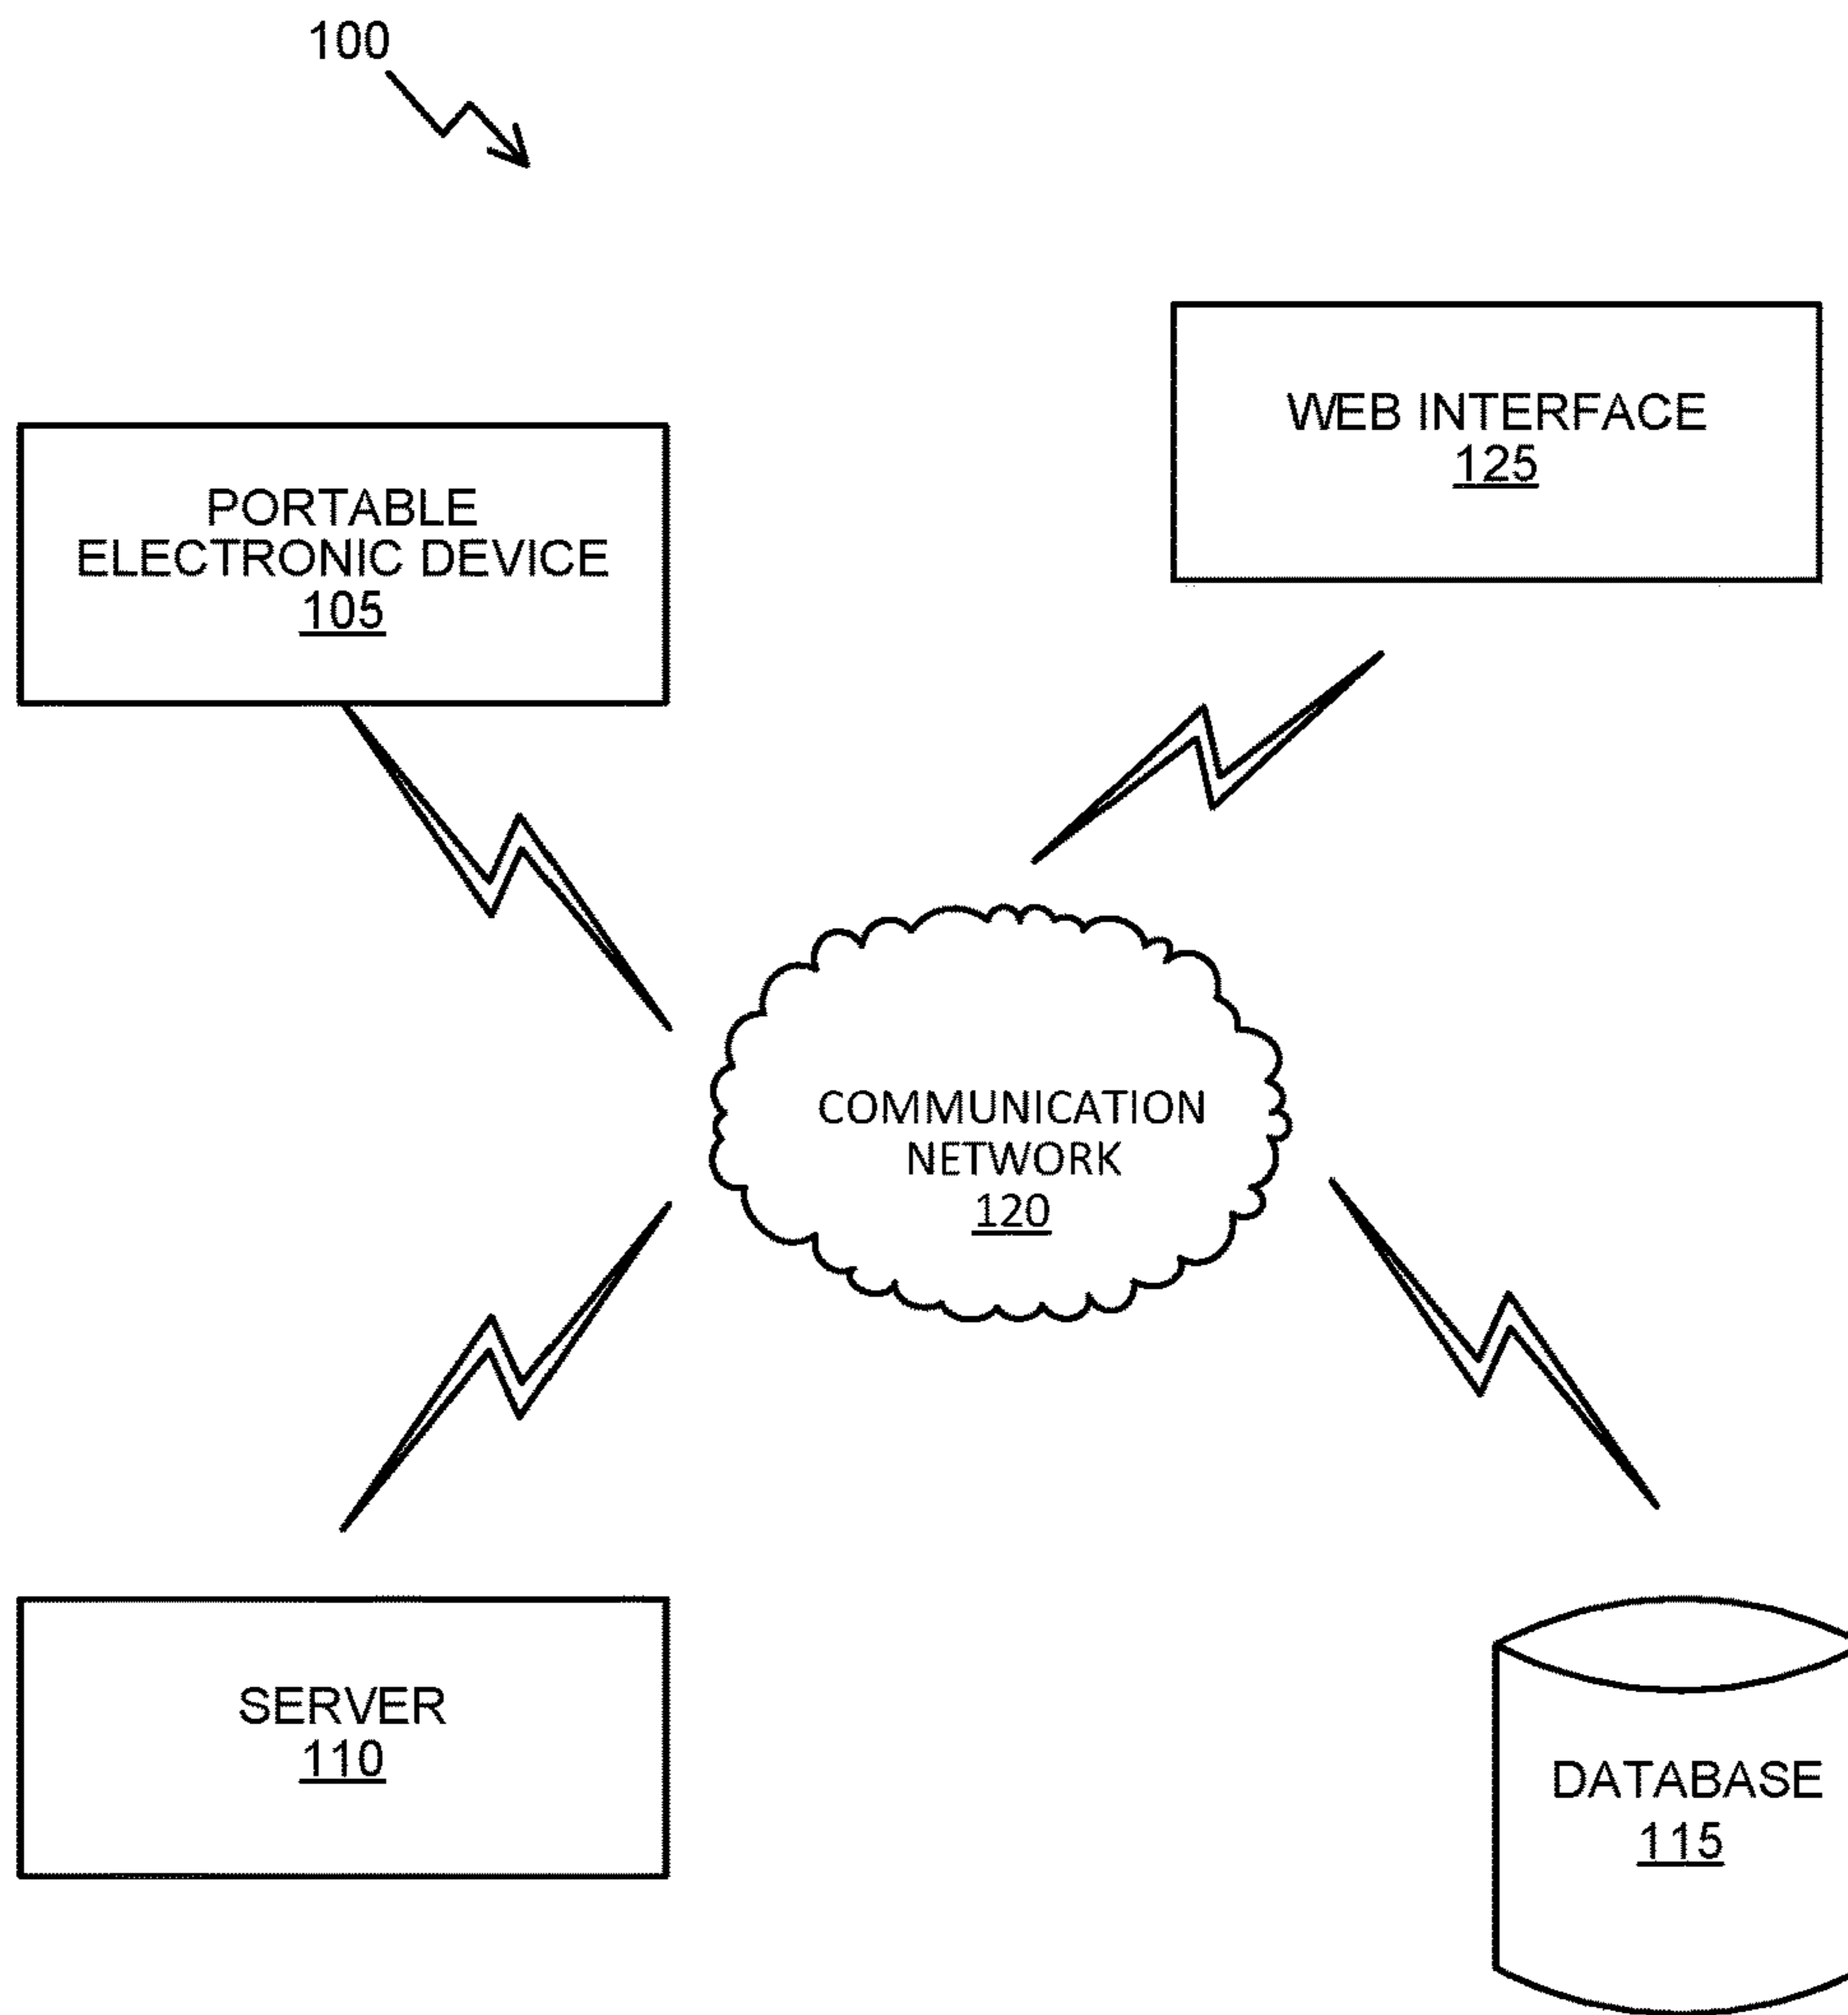 100
WEB INTERFACE
125
PORTABLE
ELECTRONIC DEVICE
105
COMMUNICATION
NETWORK
120
SERVER
110
DATABASE
115